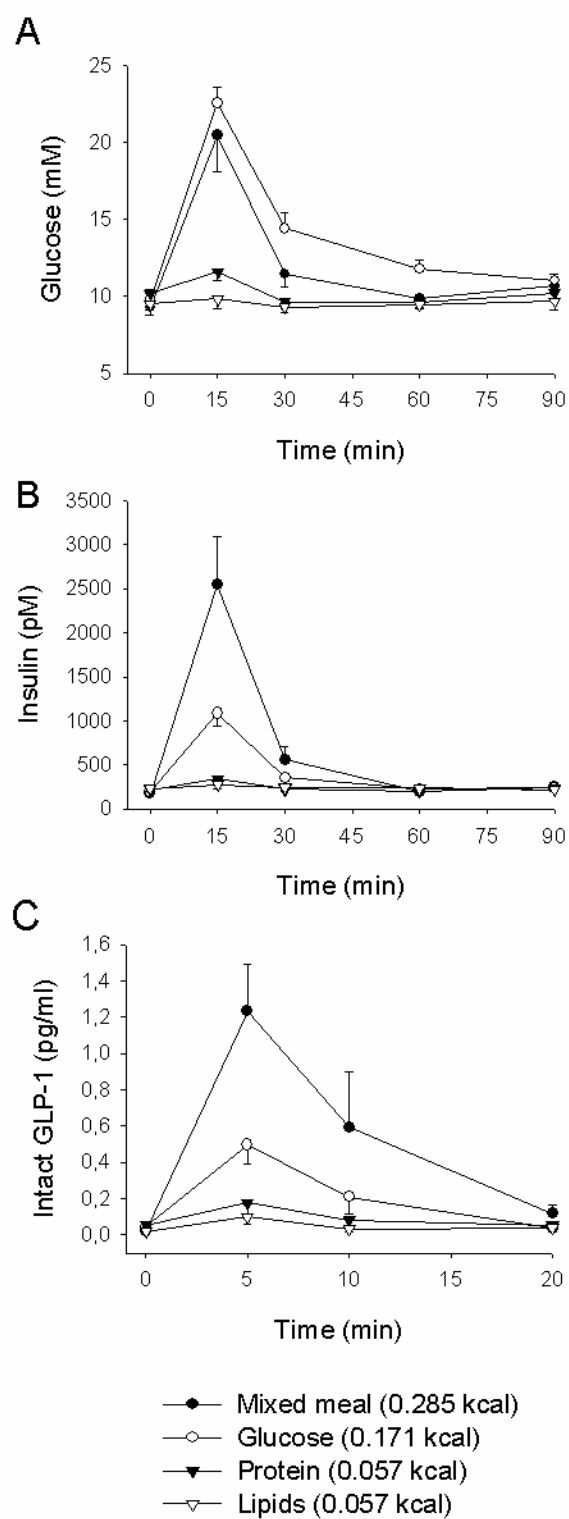 A
25
20
15
10
5
Glucose (mM)
0 15 30 45 60 75 90
Time (min)
B
3500
3000
2500
2000
1500
1000
500
0
Insulin (pM)
0 15 30 45 60 75 90
Time (min)
C
1,6
1,4
1,2
1,0
0,8
0,6
0,4
0,2
0,0
Intact GLP-1 (pg/ml)
0 5 10 15 20
Time (min)
Mixed meal (0.285 kcal)
Glucose (0.171 kcal)
Protein (0.057 kcal)
Lipids (0.057 kcal)